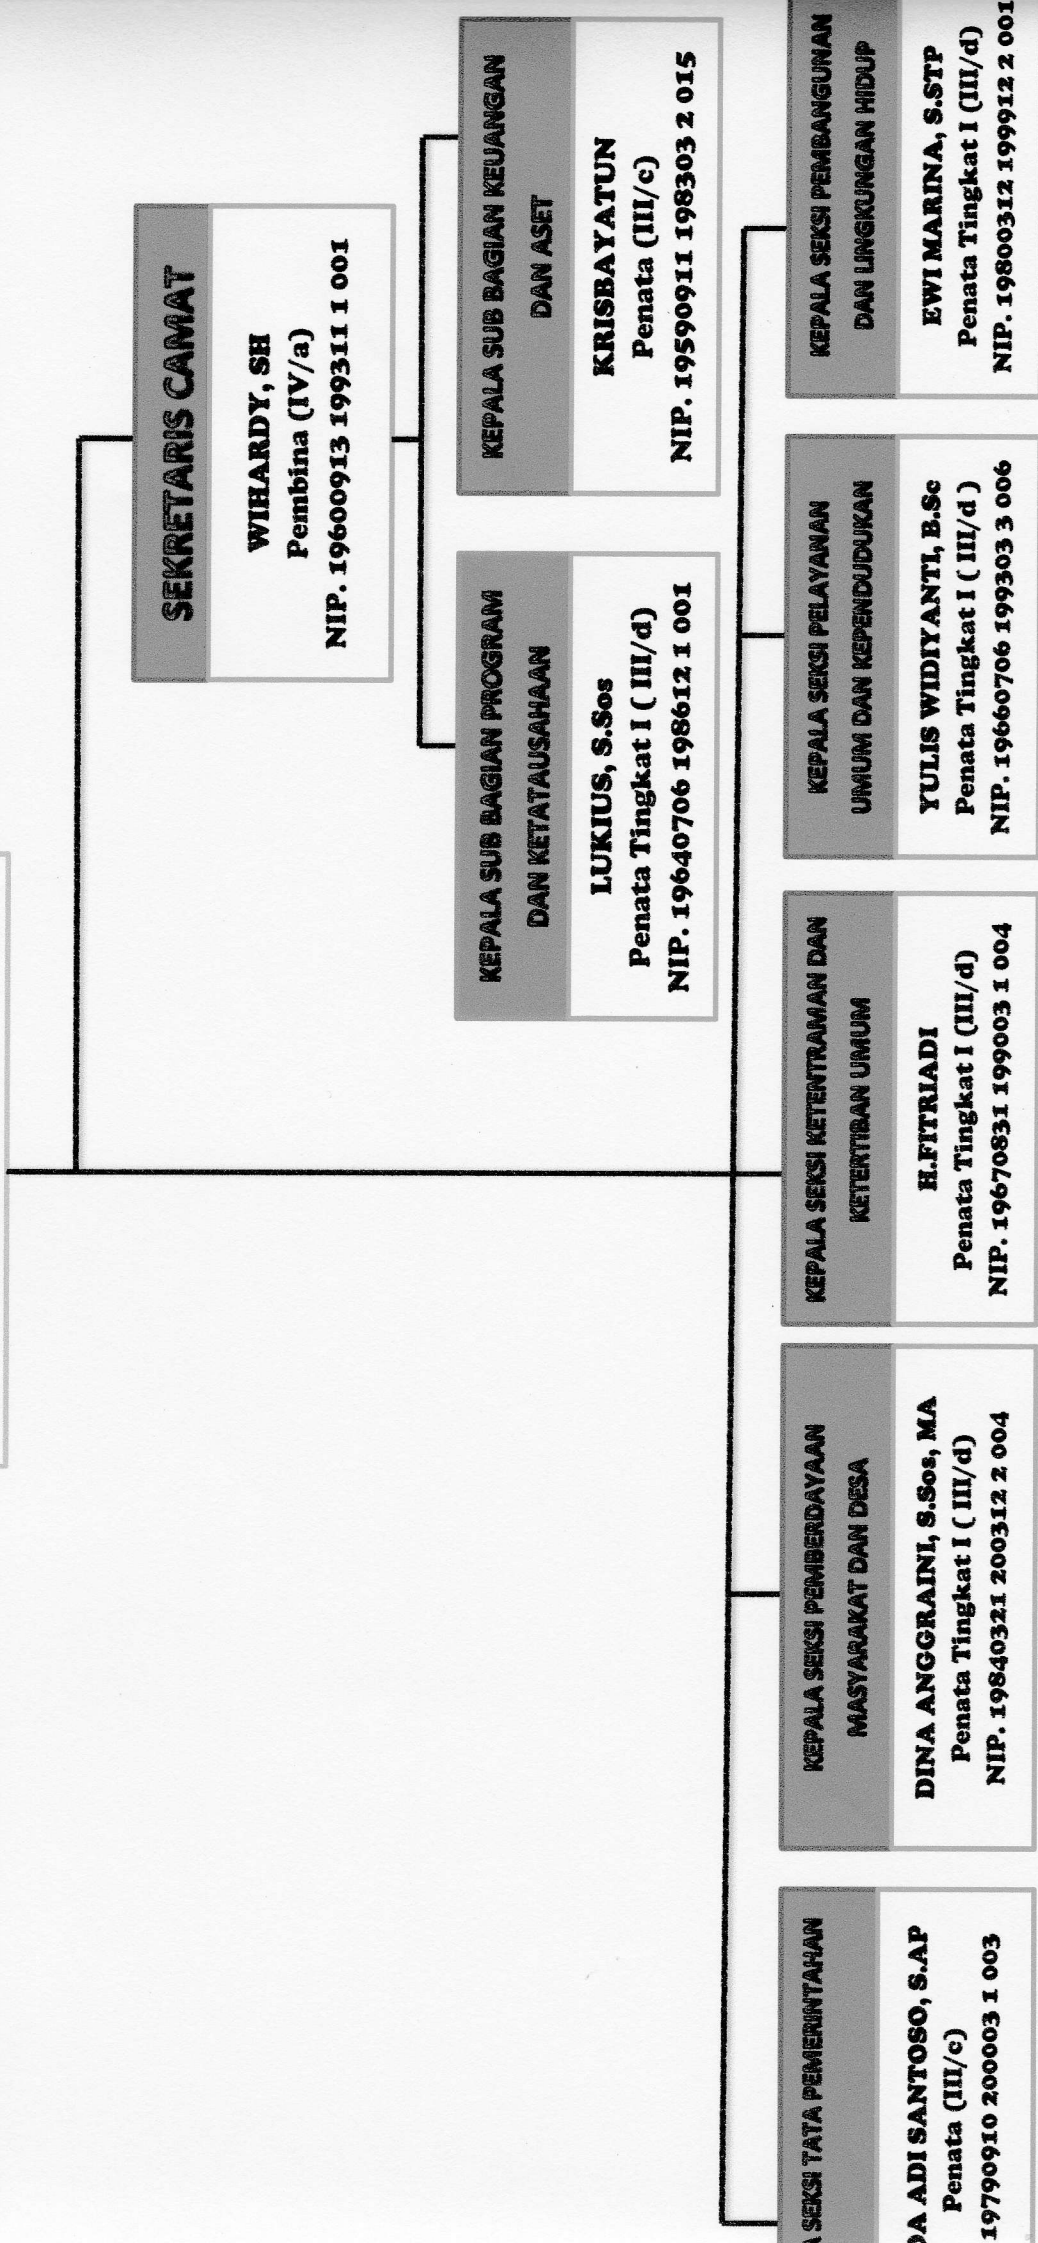 SEKRETARIS CAMAT
WIHARDY, SH
Pembina (IV/a)
NIP. 19600913 199311 1 001
KEPALA SUB BAGIAN PROGRAM
DAN KETATAUSAHAAN
LUKIUS, S.Sos
Penata Tingkat I ( III/d)
NIP. 19640706 198612 1 001
KEPALA SUB BAGIAN KEUANGAN
DAN ASET
KRISBAYATUN
Penata (III/c)
NIP. 19590911 198303 2 015
SEKSI TATA PEMERINTAHAN
ADI SANTOSO, S.AP
Penata (III/c)
19790910 200003 1 003
KEPALA SEKSI PEMBERDAYAAN
MASYARAKAT DAN DESA
DINA ANGGRAINI, S.Sos, MA
Penata Tingkat I ( III/d)
NIP. 19840321 200312 2 004
KEPALA SEKSI KETENTRAMAN DAN
KETERTIBAN UMUM
H.FITRIADI
Penata Tingkat I (III/d)
NIP. 19670831 199003 1 004
KEPALA SEKSI PELAYANAN
UMUM DAN KEPENDUDUKAN
YULIS WIDIYANTI, B.Sc
Penata Tingkat I ( III/d )
NIP. 19660706 199303 3 006
KEPALA SEKSI PEMBANGUNAN
DAN LINGKUNGAN HIDUP
EWI MARINA, S.STP
Penata Tingkat I (III/d)
NIP. 19800312 199912 2 001